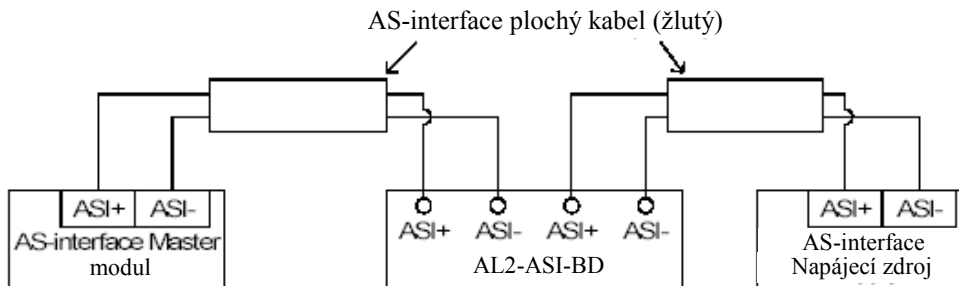 AS-interface plochý kabel (žlutý)
ASI+ ASI-
AS-interface Master
modul
ASI+ ASI- ASI+ ASI-
AL2-ASI-BD
ASI+ ASI-
AS-interface
Napájecí zdroj